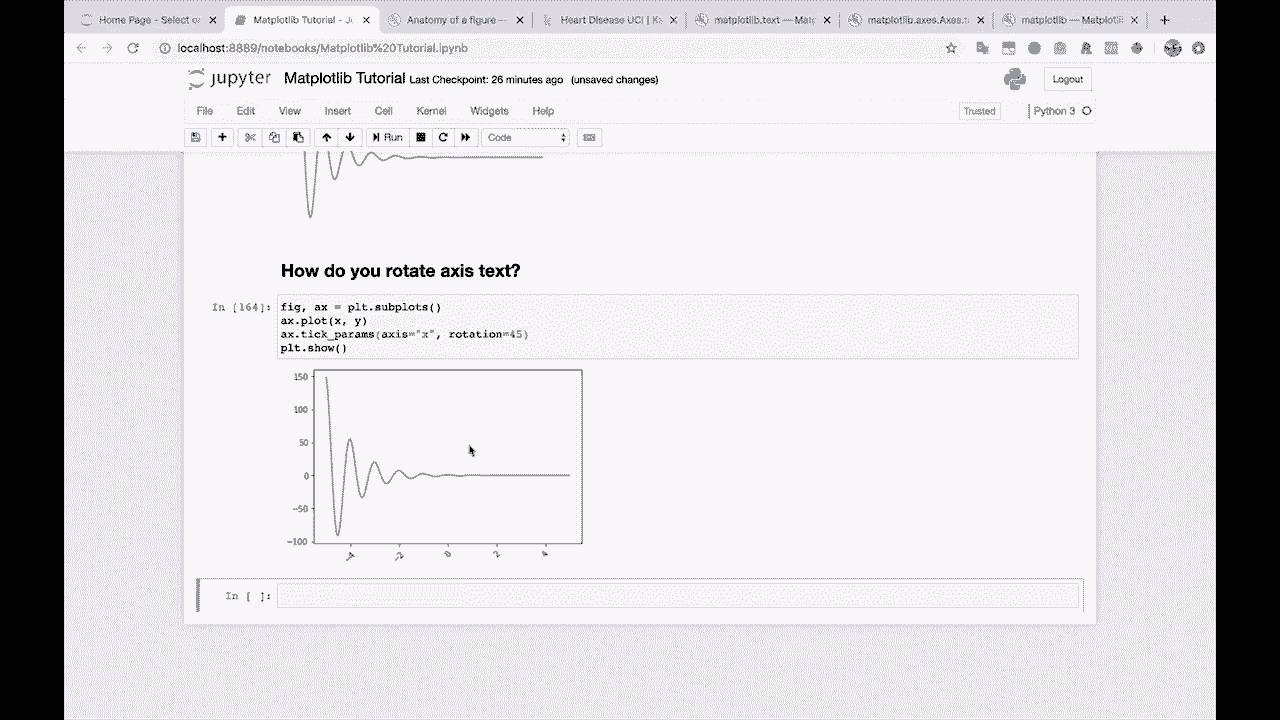 Home Page - Select o
Matplotlib Tutorial - Ju
Anatomy of a figure —
Heart Disease UCI | Ka
matplotlib.text — Matp
matplotlib.axes.Axes.t
matplotlib — Matplotli
localhost:8889/notebooks/Matplotlib%20Tutorial.ipynb
jupyter Matplotlib Tutorial Last Checkpoint: 26 minutes ago (unsaved changes)
Logout
File Edit View Insert Cell Kernel Widgets Help
Trusted
Python 3
Run
Code
How do you rotate axis text?
In [164]:
fig, ax = plt.subplots()
ax.plot(x, y)
ax.tick_params(axis="x", rotation=45)
plt.show()
150
100
50
0
−50
−100
−4 −2 0 2 4
In [ ]: